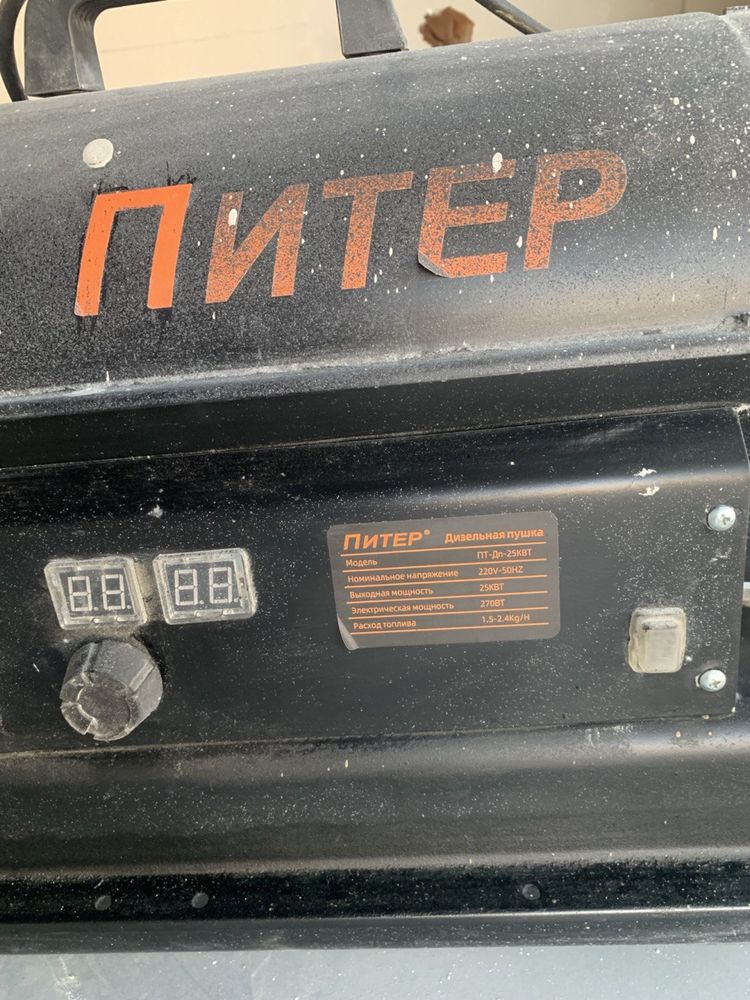 ПИТЕР
ПИТЕР® Дизельная пушка
Модель ПТ-Дп-25КВТ
Номинальное напряжение 220V-50HZ
Выходная мощность 25КВТ
Электрическая мощность 270ВТ
Расход топлива 1.5-2.4Kg/H